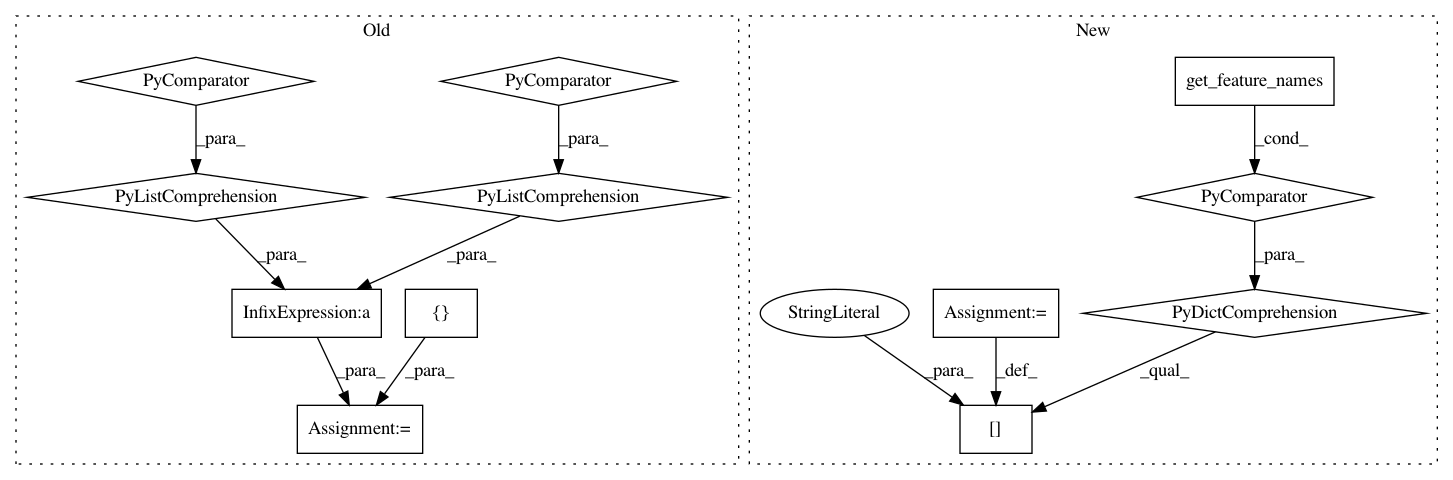 Old
New
PyComparator
PyComparator
get_feature_names
_para_
_para_
_cond_
PyListComprehension
PyListComprehension
PyComparator
_para_
_para_
_para_
InfixExpression:a
{}
StringLiteral
Assignment:=
PyDictComprehension
_para_
_para_
_para_
_def_
_qual_
Assignment:=
[]